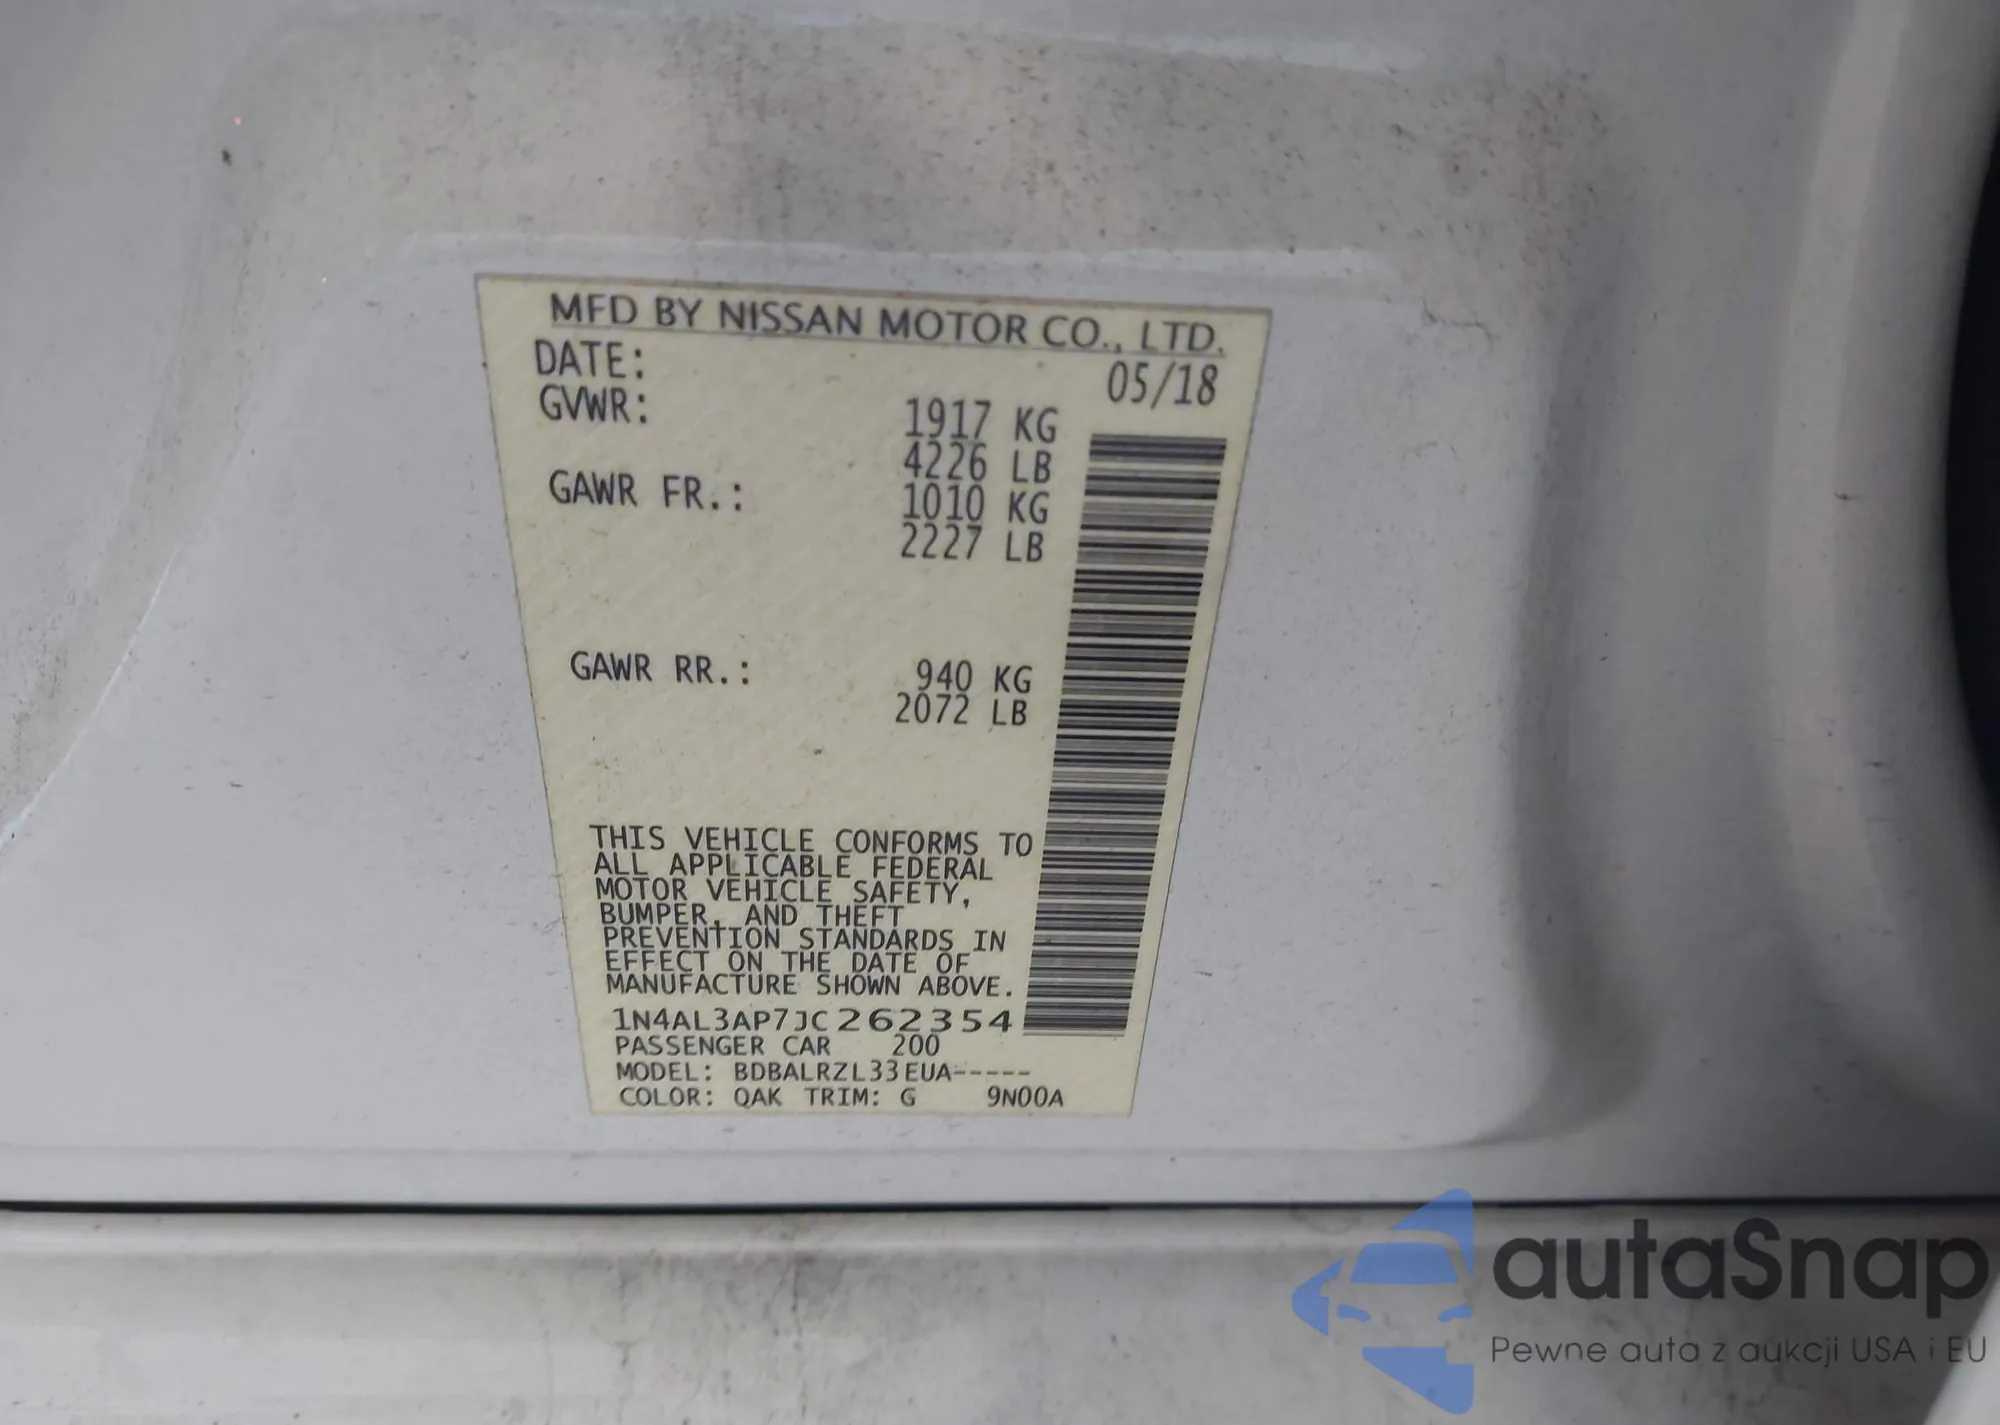 MFD BY NISSAN MOTOR CO., LTD.
DATE: 05/18
GVWR: 1917 KG
4226 LB
GAWR FR.: 1010 KG
2227 LB
GAWR RR.: 940 KG
2072 LB
THIS VEHICLE CONFORMS TO
ALL APPLICABLE FEDERAL
MOTOR VEHICLE SAFETY,
BUMPER, AND THEFT
PREVENTION STANDARDS IN
EFFECT ON THE DATE OF
MANUFACTURE SHOWN ABOVE.
1N4AL3AP7JC262354
PASSENGER CAR 200
MODEL: BDBALRZL33EUA-----
COLOR: QAK TRIM: G 9N00A
autaSnap
Pewne auta z aukcji USA i EU